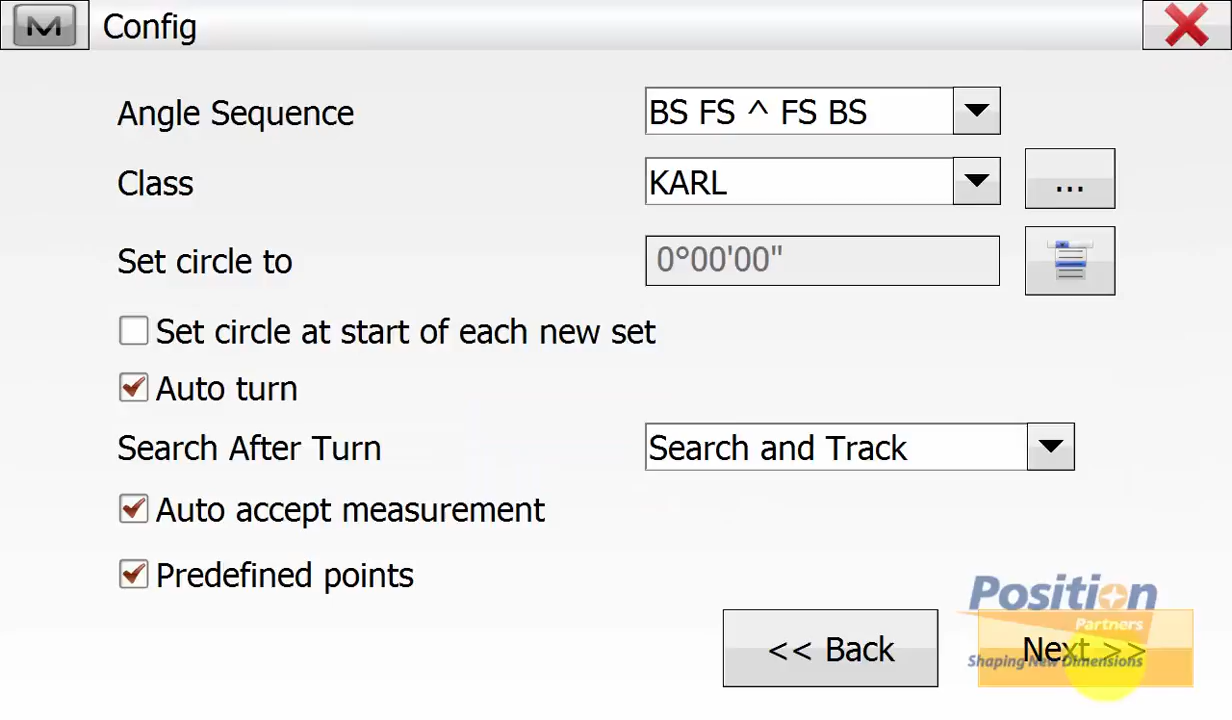 M Config
Angle Sequence BS FS ^ FS BS
Class KARL ...
Set circle to 0°00'00"
Set circle at start of each new set
Auto turn
Search After Turn Search and Track
Auto accept measurement
Predefined points
Position
Partners
<< Back Next >>
Shaping New Dimensions